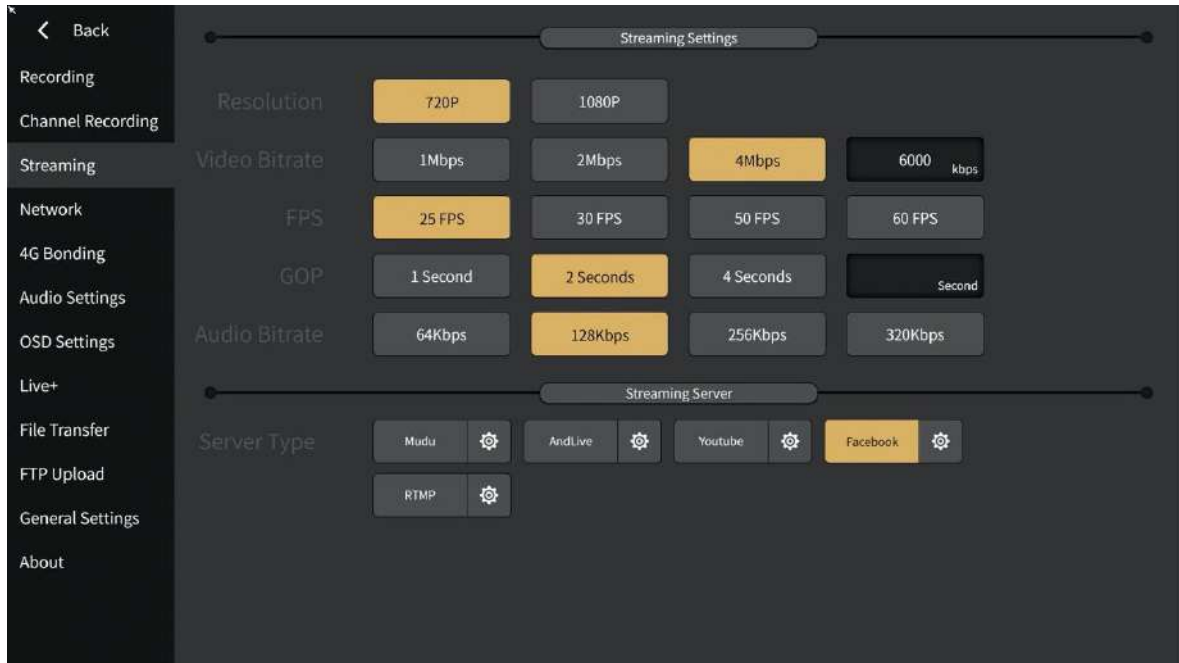 Back
Recording
Channel Recording
Streaming
Network
4G Bonding
Audio Settings
OSD Settings
Live+
File Transfer
FTP Upload
General Settings
About
Streaming Settings
Resolution 720P 1080P
Video Bitrate 1Mbps 2Mbps 4Mbps 6000 kbps
FPS 25 FPS 30 FPS 50 FPS 60 FPS
GOP 1 Second 2 Seconds 4 Seconds Second
Audio Bitrate 64Kbps 128Kbps 256Kbps 320Kbps
Streaming Server
Server Type Mudu AndLive Youtube Facebook
RTMP